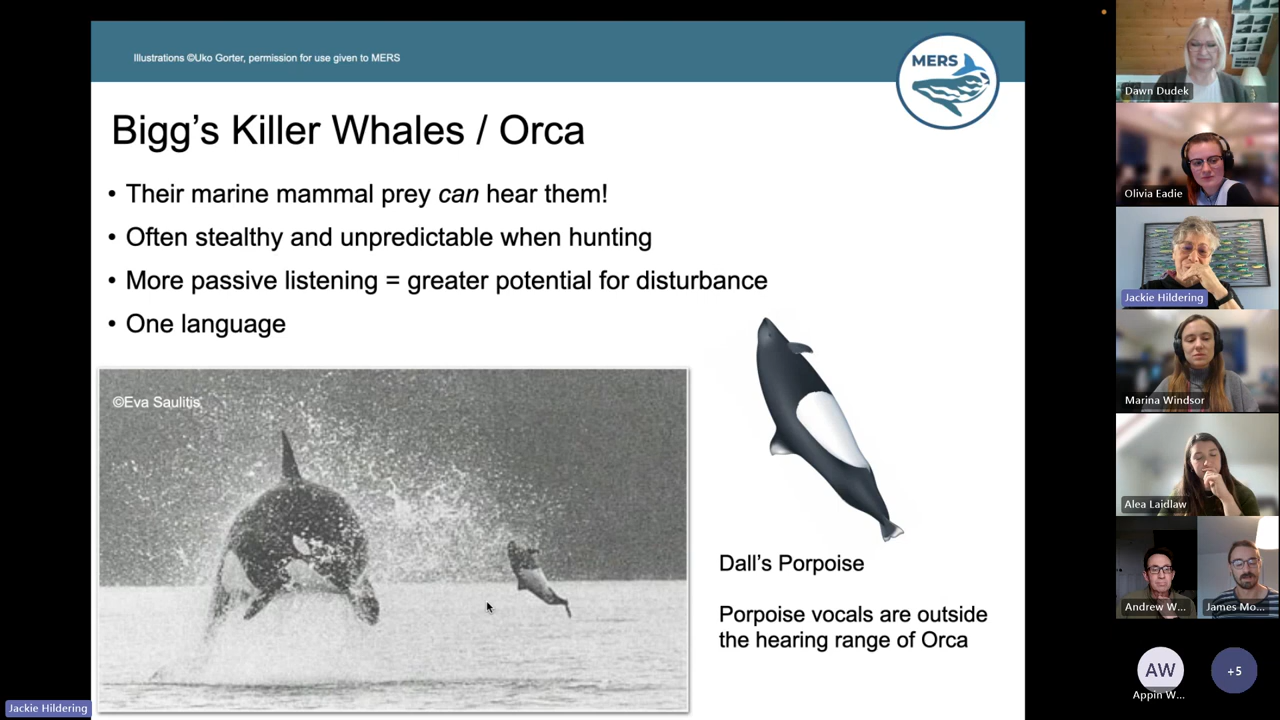 Illustrations ©Uko Gorter, permission for use given to MERS
MERS
Bigg's Killer Whales / Orca
• Their marine mammal prey can hear them!
• Often stealthy and unpredictable when hunting
• More passive listening = greater potential for disturbance
• One language
©Eva Saulitis
Dall's Porpoise
Porpoise vocals are outside
the hearing range of Orca
Jackie Hildering
Dawn Dudek
Olivia Eadie
Jackie Hildering
Marina Windsor
Alea Laidlaw
Andrew W...
James Mo...
AW
Appin W...
+5